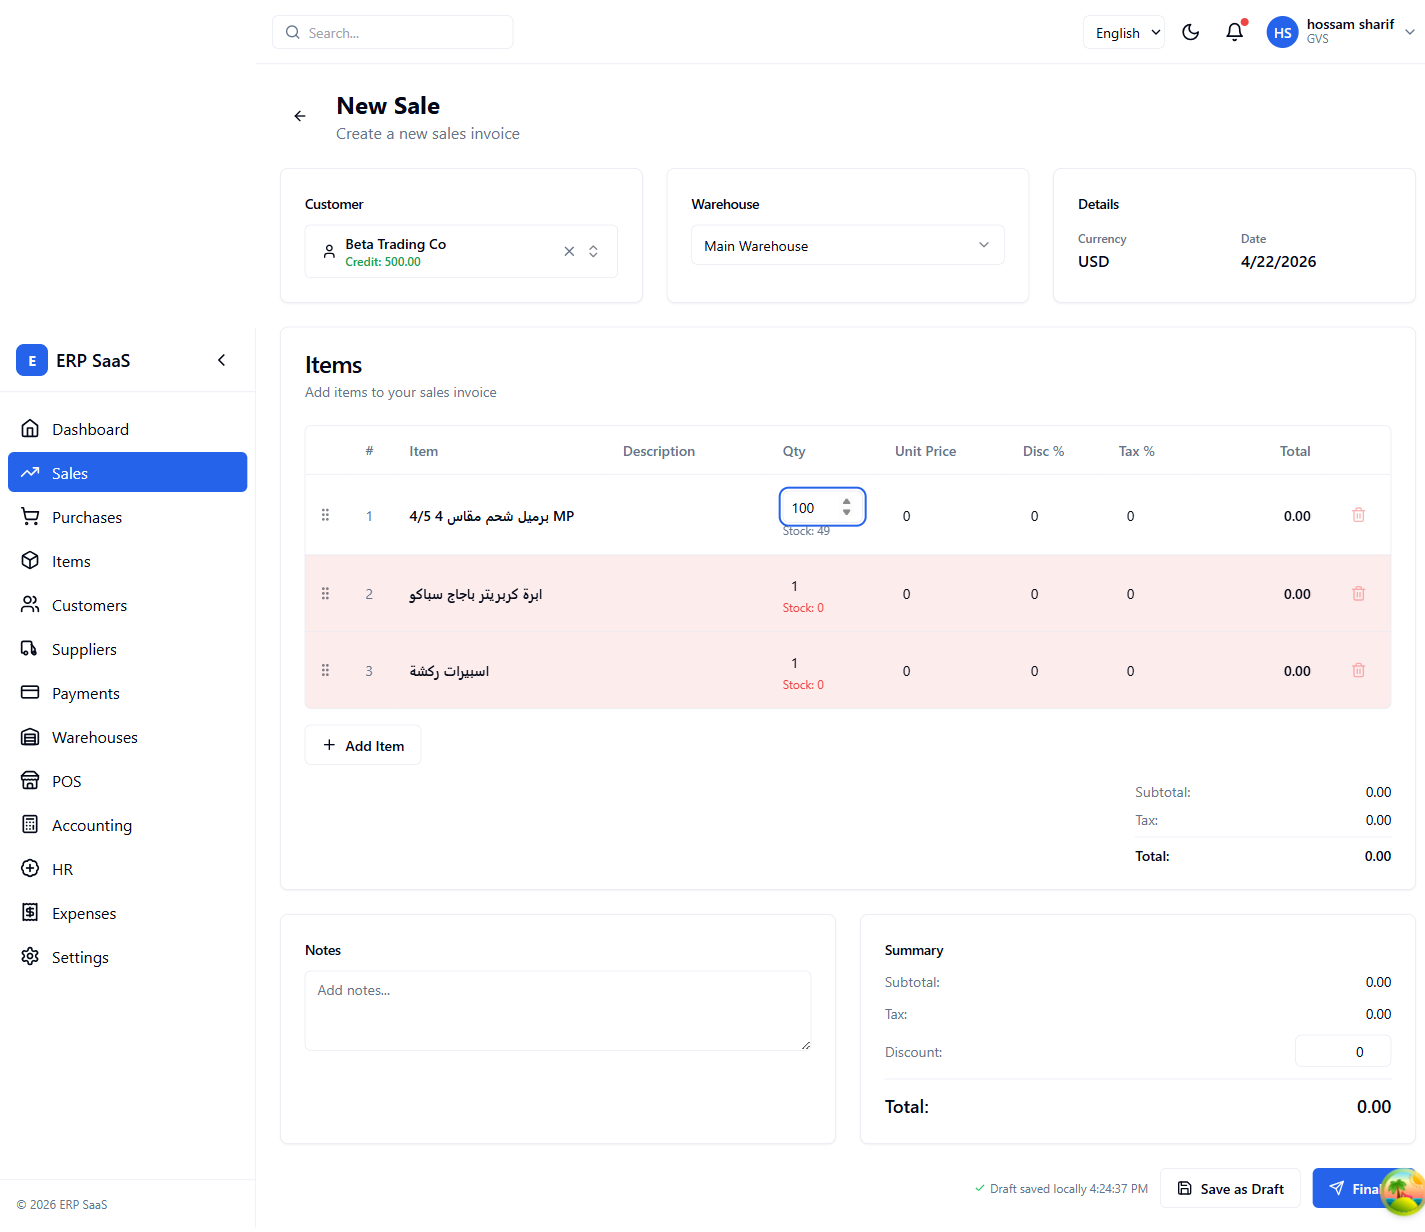 Search...
English
HS
hossam sharif
GVS
New Sale
Create a new sales invoice
Customer
Beta Trading Co
Credit: 500.00
Warehouse
Main Warehouse
Details
Currency
Date
USD
4/22/2026
E
ERP SaaS
Dashboard
Sales
Purchases
Items
Customers
Suppliers
Payments
Warehouses
POS
Accounting
HR
Expenses
Settings
© 2026 ERP SaaS
Items
Add items to your sales invoice
# Item Description Qty Unit Price Disc % Tax % Total
1 برميل شحم مقاس 4 4/5 MP 100 0 0 0 0.00
Stock: 49
2 ابرة كربريتر باجاج سباكو 1 0 0 0 0.00
Stock: 0
3 اسبيرات ركشة 1 0 0 0 0.00
Stock: 0
Add Item
Subtotal: 0.00
Tax: 0.00
Total: 0.00
Notes
Add notes...
Summary
Subtotal: 0.00
Tax: 0.00
Discount: 0
Total: 0.00
Draft saved locally 4:24:37 PM
Save as Draft